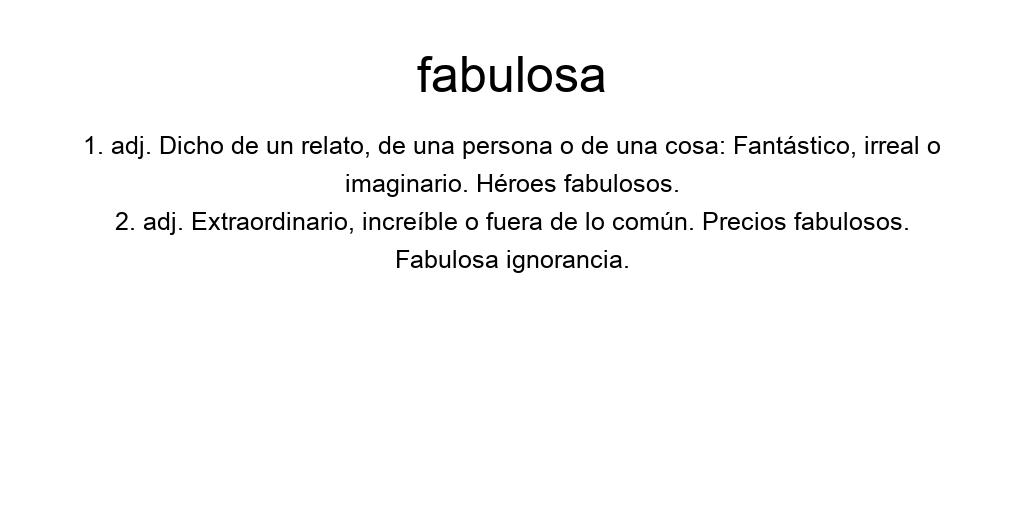 fabulosa
1. adj. Dicho de un relato, de una persona o de una cosa: Fantástico, irreal o
imaginario. Héroes fabulosos.
2. adj. Extraordinario, increíble o fuera de lo común. Precios fabulosos.
Fabulosa ignorancia.